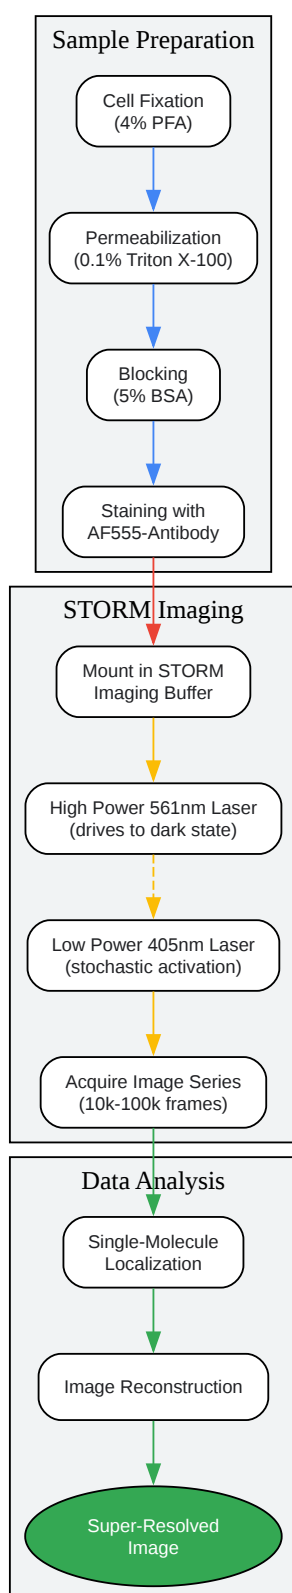 Sample Preparation
Cell Fixation
(4% PFA)
Permeabilization
(0.1% Triton X-100)
Blocking
(5% BSA)
Staining with
AF555-Antibody
STORM Imaging
Mount in STORM
Imaging Buffer
High Power 561nm Laser
(drives to dark state)
Low Power 405nm Laser
(stochastic activation)
Acquire Image Series
(10k-100k frames)
Data Analysis
Single-Molecule
Localization
Image Reconstruction
Super-Resolved
Image